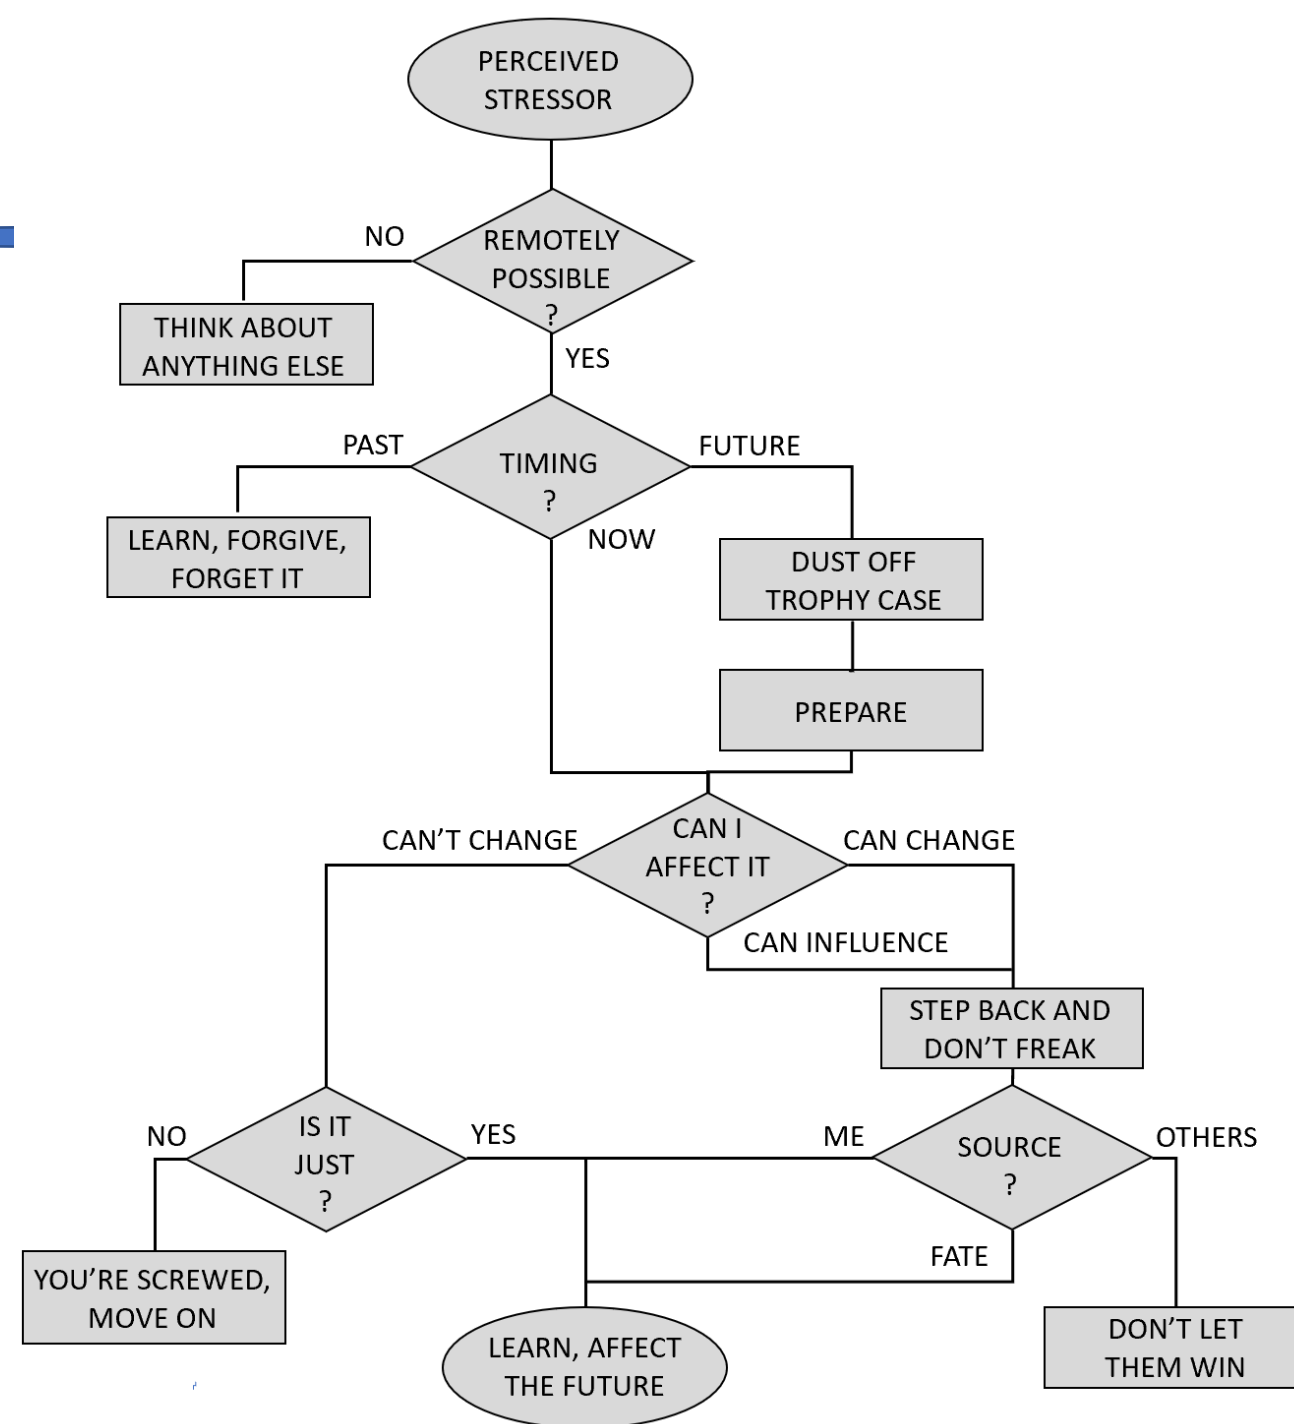 PERCEIVED
STRESSOR
NO
REMOTELY
POSSIBLE
?
THINK ABOUT
ANYTHING ELSE
YES
PAST
TIMING
?
FUTURE
NOW
LEARN, FORGIVE,
FORGET IT
DUST OFF
TROPHY CASE
PREPARE
CAN'T CHANGE
CAN I
AFFECT IT
?
CAN CHANGE
CAN INFLUENCE
STEP BACK AND
DON'T FREAK
NO
IS IT
JUST
?
YES
ME
SOURCE
?
OTHERS
FATE
YOU'RE SCREWED,
MOVE ON
LEARN, AFFECT
THE FUTURE
DON'T LET
THEM WIN